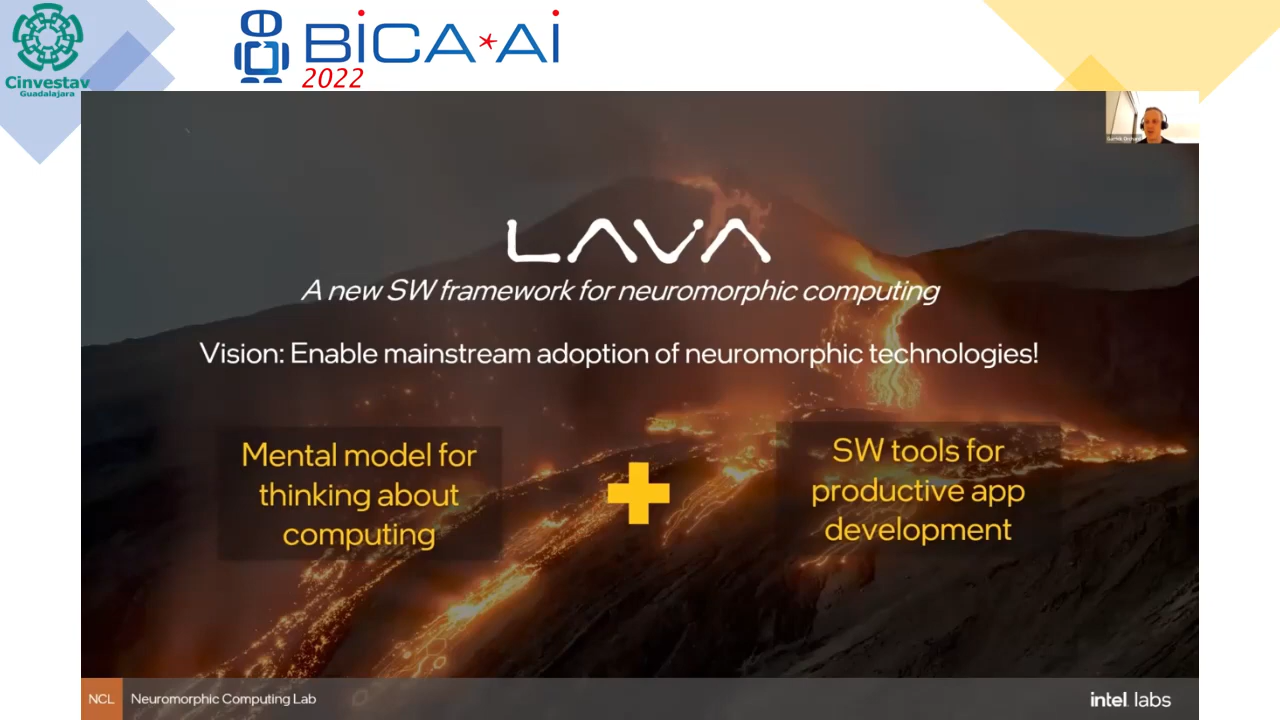 Cinvestav
Guadalajara
BiCA*Ai
2022
LAVA
A new SW framework for neuromorphic computing
Vision: Enable mainstream adoption of neuromorphic technologies!
Mental model for
thinking about
computing
SW tools for
productive app
development
NCL Neuromorphic Computing Lab
intel labs